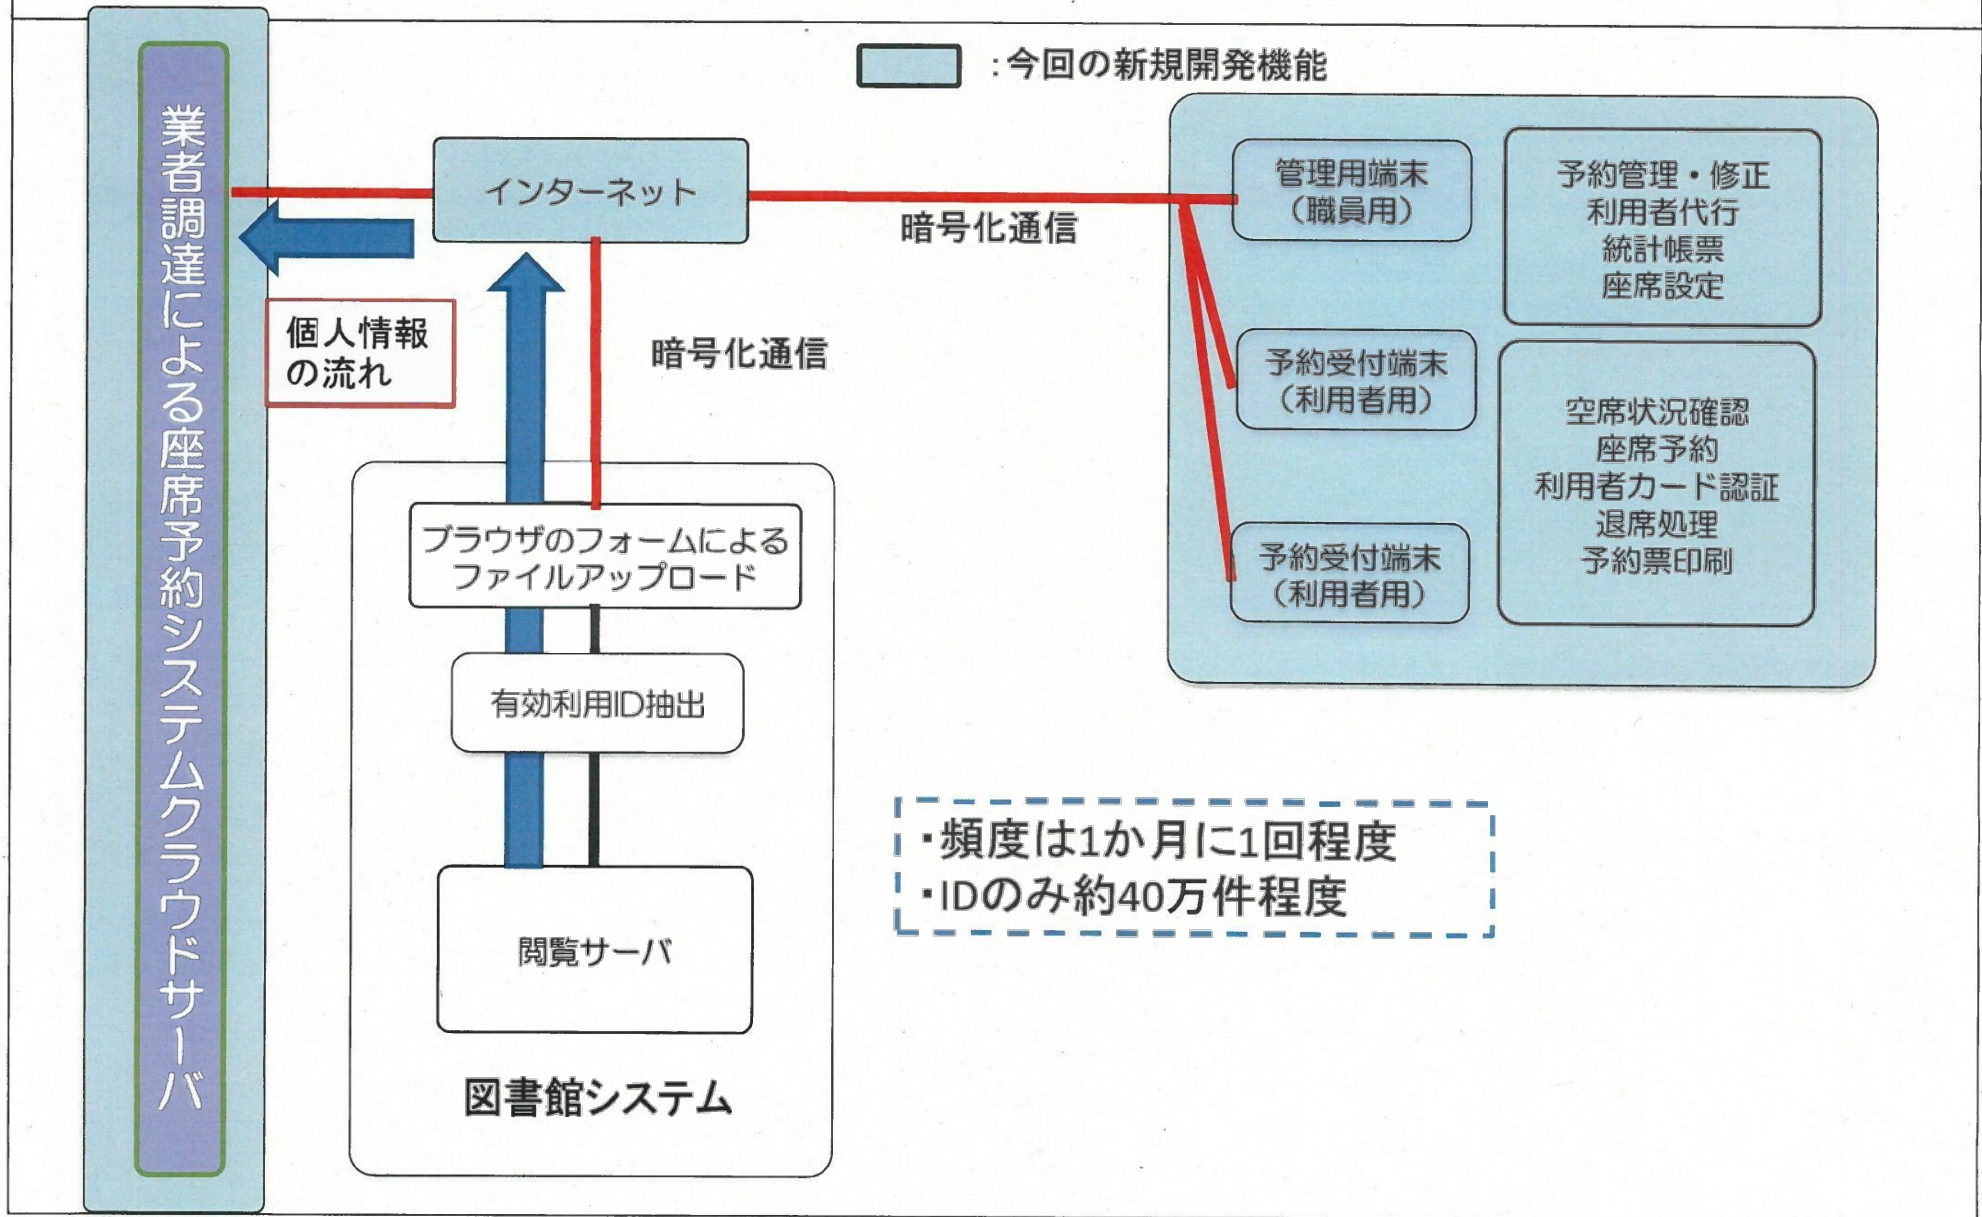 ：今回の新規開発機能
業者調達による座席予約システムクラウドサーバ
インターネット
暗号化通信
個人情報
の流れ
暗号化通信
管理用端末
（職員用）
予約管理・修正
利用者代行
統計帳票
座席設定
予約受付端末
（利用者用）
空席状況確認
座席予約
利用者カード認証
退席処理
予約票印刷
予約受付端末
（利用者用）
ブラウザのフォームによる
ファイルアップロード
有効利用ID抽出
閲覧サーバ
図書館システム
・頻度は1か月に1回程度
・IDのみ約40万件程度